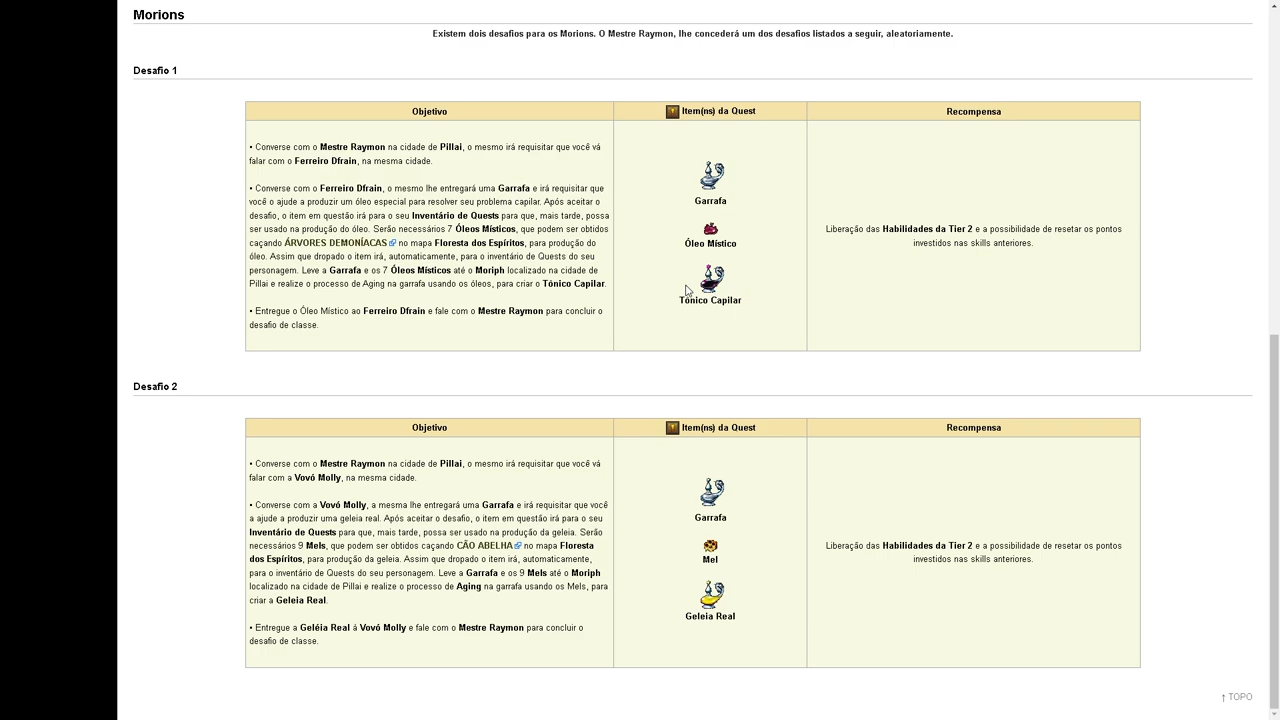 Morions
Existem dois desafios para os Morions. O Mestre Raymon, lhe concederá um dos desafios listados a seguir, aleatoriamente.
Desafio 1
Objetivo
Item(ns) da Quest
Recompensa
• Converse com o Mestre Raymon na cidade de Pillai, o mesmo irá requisitar que você vá
falar com o Ferreiro Dfrain, na mesma cidade.
• Converse com o Ferreiro Dfrain, o mesmo lhe entregará uma Garrafa e irá requisitar que
você o ajude a produzir um óleo especial para resolver seu problema capilar. Após aceitar o
desafio, o item em questão irá para o seu Inventário de Quests para que, mais tarde, possa
ser usado na produção do óleo. Serão necessários 7 Óleos Místicos, que podem ser obtidos
caçando ÁRVORES DEMONÍACAS no mapa Floresta dos Espíritos, para produção do
óleo. Assim que dropado o item irá, automaticamente, para o inventário de Quests do seu
personagem. Leve a Garrafa e os 7 Óleos Místicos até o Moriph localizado na cidade de
Pillai e realize o processo de Aging na garrafa usando os óleos, para criar o Tónico Capilar.
• Entregue o Óleo Místico ao Ferreiro Dfrain e fale com o Mestre Raymon para concluir o
desafio de classe.
Garrafa
Óleo Místico
Tónico Capilar
Liberação das Habilidades da Tier 2 e a possibilidade de resetar os pontos
investidos nas skills anteriores.
Desafio 2
Objetivo
Item(ns) da Quest
Recompensa
• Converse com o Mestre Raymon na cidade de Pillai, o mesmo irá requisitar que você vá
falar com a Vovó Molly, na mesma cidade.
• Converse com a Vovó Molly, a mesma lhe entregará uma Garrafa e irá requisitar que você
a ajude a produzir uma geleia real. Após aceitar o desafio, o item em questão irá para o seu
Inventário de Quests para que, mais tarde, possa ser usado na produção da geleia. Serão
necessários 9 Mels, que podem ser obtidos caçando CÃO ABELHA no mapa Floresta
dos Espíritos, para produção da geleia. Assim que dropado o item irá, automaticamente,
para o inventário de Quests do seu personagem. Leve a Garrafa e os 9 Mels até o Moriph
localizado na cidade de Pillai e realize o processo de Aging na garrafa usando os Mels, para
criar a Geleia Real.
• Entregue a Geléia Real á Vovó Molly e fale com o Mestre Raymon para concluir o
desafio de classe.
Garrafa
Mel
Geleia Real
Liberação das Habilidades da Tier 2 e a possibilidade de resetar os pontos
investidos nas skills anteriores.
↑ TOPO